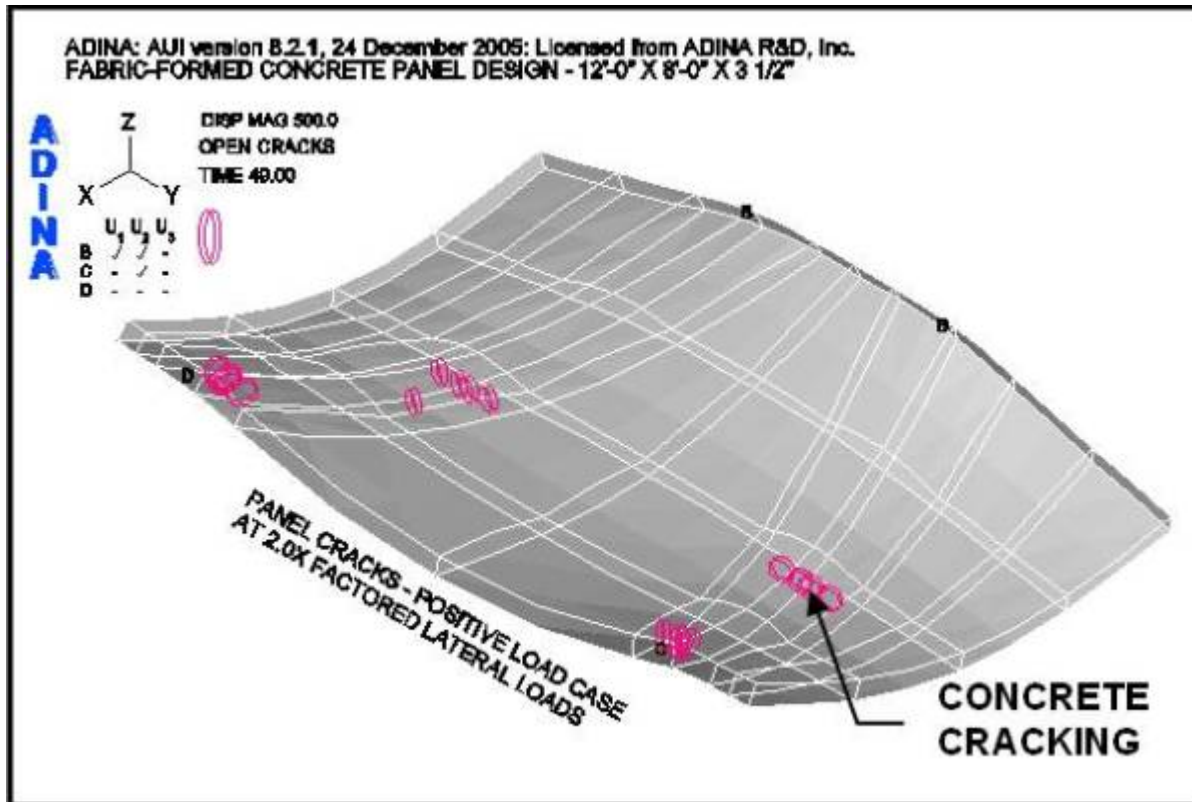 ADINA: AUI version 8.2.1, 24 December 2005: Licensed from ADINA R&D, Inc.
FABRIC-FORMED CONCRETE PANEL DESIGN - 12'-0" X 8'-0" X 3 1/2"
ADINA
Z
X Y
DISP MAG 500.0
OPEN CRACKS
TIME 49.00
U1 U2 U3
B / / -
C - / -
D - - -
B
B
D
C
PANEL CRACKS - POSITIVE LOAD CASE
AT 2.0X FACTORED LATERAL LOADS
CONCRETE
CRACKING